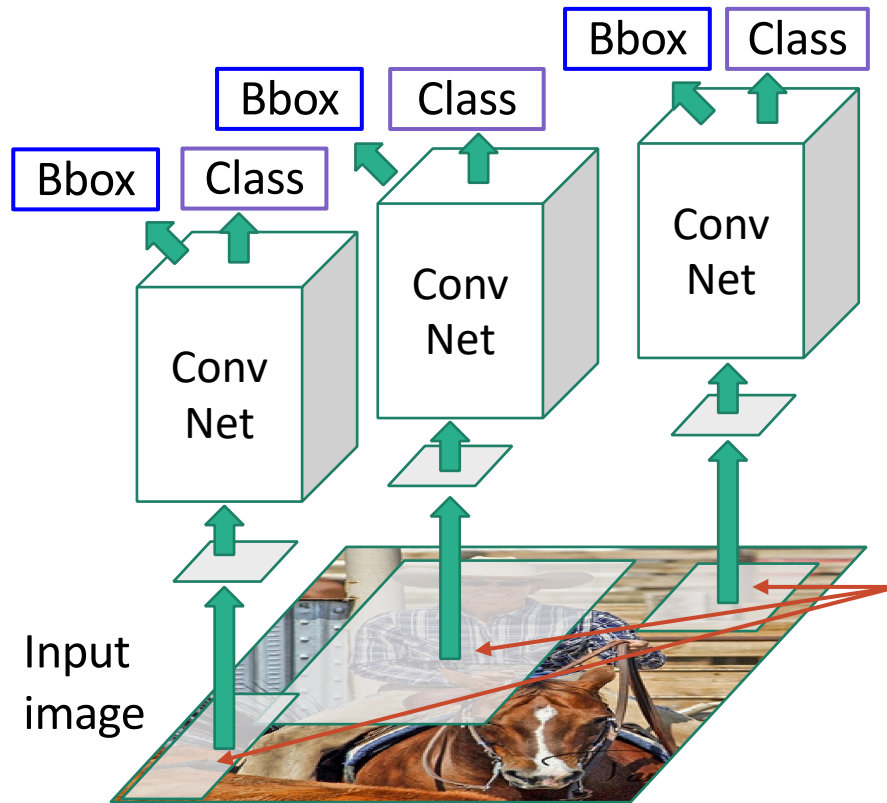 Bbox
Class
Bbox
Class
Bbox
Class
Conv
Net
Conv
Net
Conv
Net
Input
image